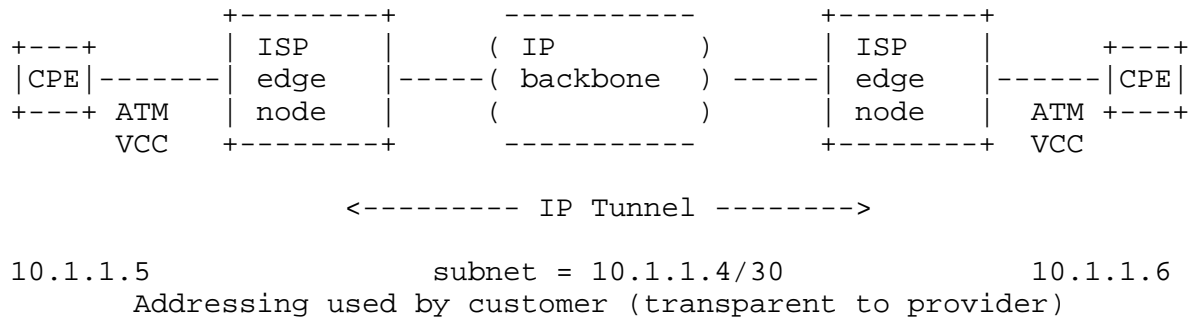 +--------+       -----------       +--------+
+---+           | ISP    |      ( IP        )      | ISP    |       +---+
|CPE|-------| edge   |-----( backbone  ) -----| edge   |------|CPE|
+---+ ATM       | node   |      (           )      | node   |   ATM +---+
      VCC       +--------+       -----------       +--------+   VCC
<--------- IP Tunnel -------->
10.1.1.5 subnet = 10.1.1.4/30 10.1.1.6
Addressing used by customer (transparent to provider)